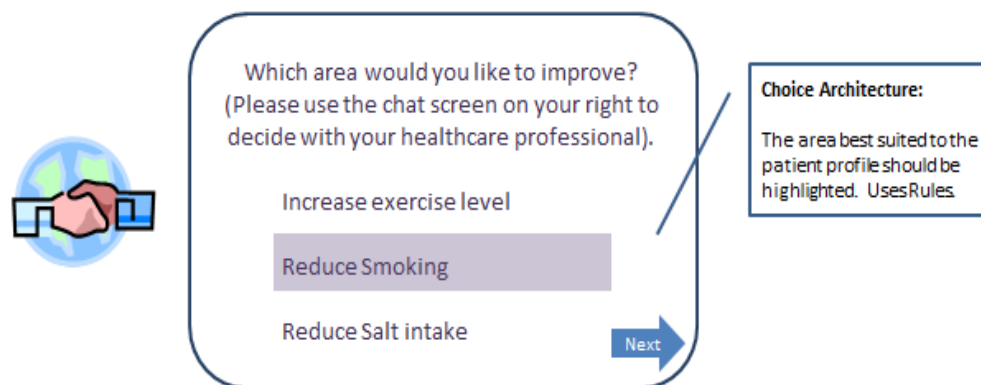 Which area would you like to improve?
(Please use the chat screen on your right to
decide with your healthcare professional).
Increase exercise level
Reduce Smoking
Reduce Salt intake
Next
Choice Architecture:
The area best suited to the
patient profile should be
highlighted. Uses Rules.